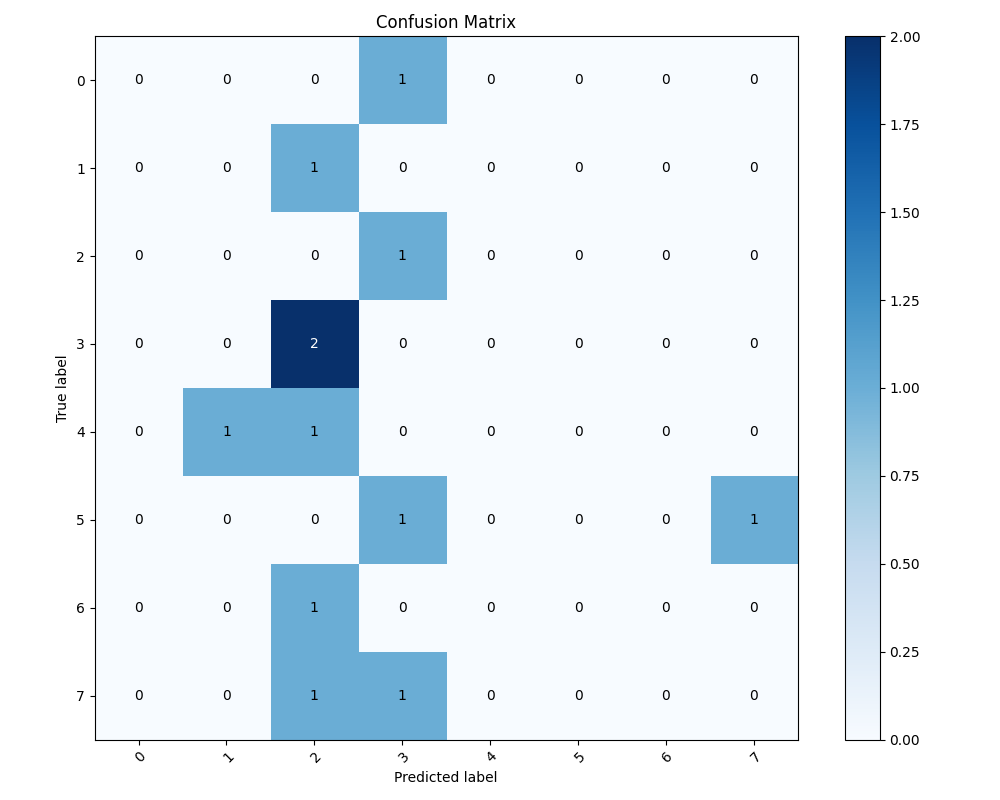 Confusion Matrix
True label
0 0 0 0 1 0 0 0 0
1 0 0 1 0 0 0 0 0
2 0 0 0 1 0 0 0 0
3 0 0 2 0 0 0 0 0
4 0 1 1 0 0 0 0 0
5 0 0 0 1 0 0 0 1
6 0 0 1 0 0 0 0 0
7 0 0 1 1 0 0 0 0
0 1 2 3 4 5 6 7
Predicted label
2.00
1.75
1.50
1.25
1.00
0.75
0.50
0.25
0.00